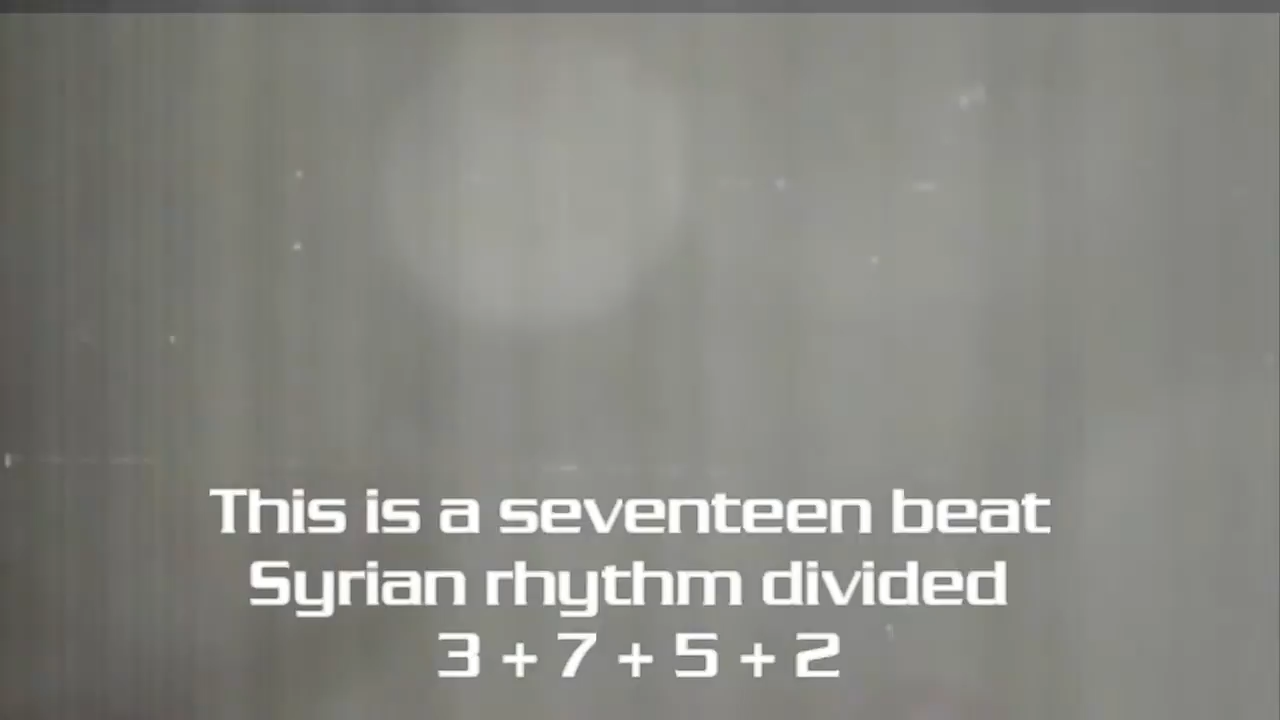 This is a seventeen beat
Syrian rhythm divided
3 + 7 + 5 + 2